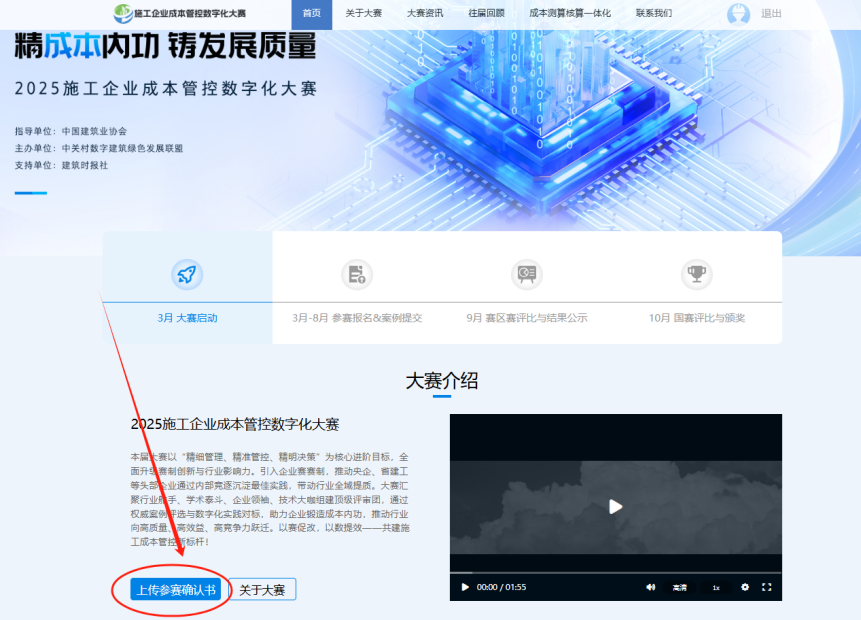 施工企业成本管控数字化大赛
首页
关于大赛
大赛资讯
往届回顾
成本测算核算一体化
联系我们
退出
精成本内功 铸发展质量
2025施工企业成本管控数字化大赛
指导单位：中国建筑业协会
主办单位：中关村数字建筑绿色发展联盟
支持单位：建筑时报社
3月 大赛启动
3月-8月 参赛报名&案例提交
9月 赛区赛评比与结果公示
10月 国赛评比与颁奖
大赛介绍
2025施工企业成本管控数字化大赛
本届大赛以“精细管理、精准管控、精明决策”为核心进阶目标，全
面升级赛制创新与行业影响力。引入企业赛赛制，推动央企、省建工
等头部企业通过内部竞逐沉淀最佳实践，带动行业全域提质。大赛汇
聚行业舵手、学术泰斗、企业领袖、技术大咖组建顶级评审团，通过
权威案例评选与数字化实践对标，助力企业锻造成本内功，推动行业
向高质量、高效益、高竞争力跃迁。以赛促改，以数提效——共建施
工成本管控新标杆！
上传参赛确认书
关于大赛
00:00 / 01:55
高清
1x